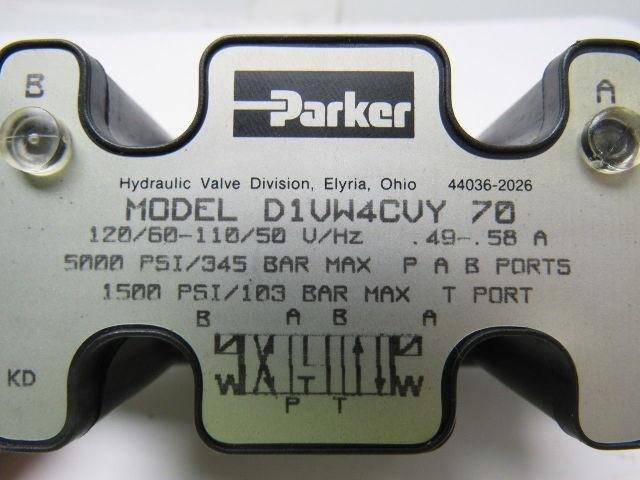 B
A
Parker
Hydraulic Valve Division, Elyria, Ohio 44036-2026
MODEL D1VW4CVY 70
120/60-110/50 V/Hz .49-.58 A
5000 PSI/345 BAR MAX P A B PORTS
1500 PSI/103 BAR MAX T PORT
B A B A
W T W
P T
KD